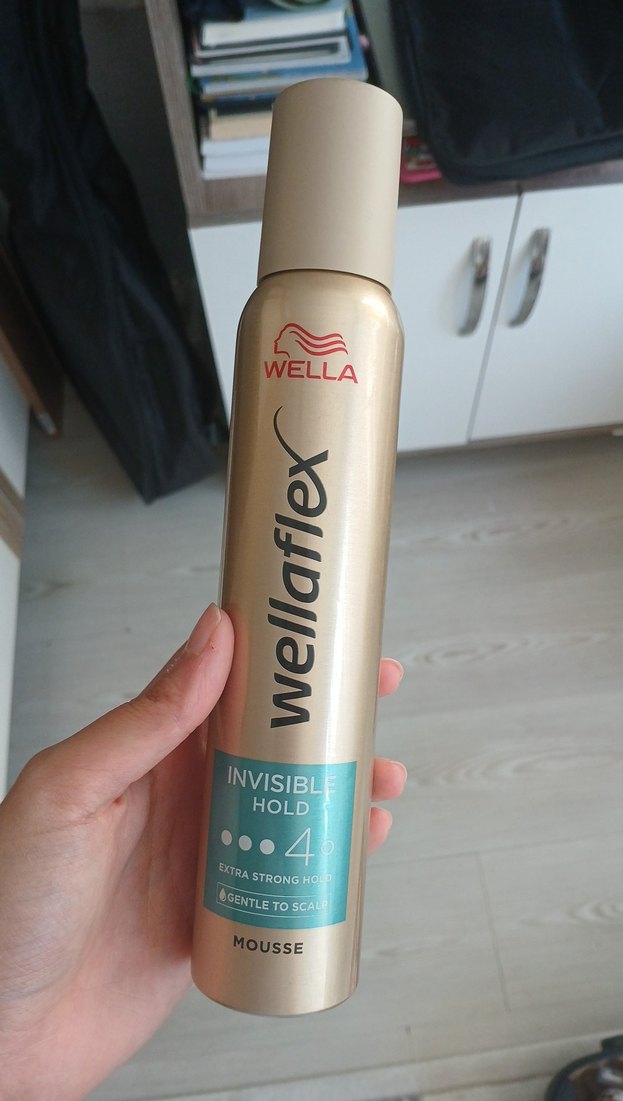 WELLA
wellaflex
INVISIBLE
HOLD
4
EXTRA STRONG HOLD
GENTLE TO SCALP
MOUSSE